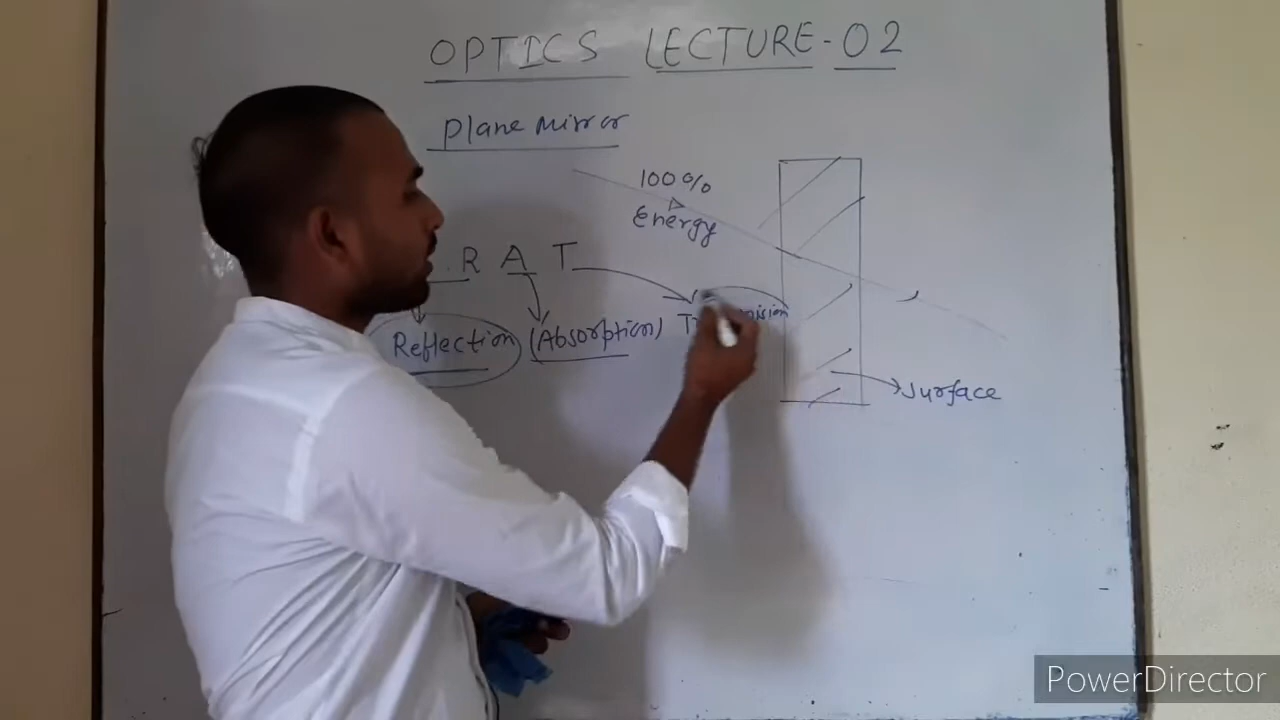 OPTICS LECTURE-02
Plane Mirror
100%
Energy
R A T
Reflection (Absorption)
Surface
PowerDirector